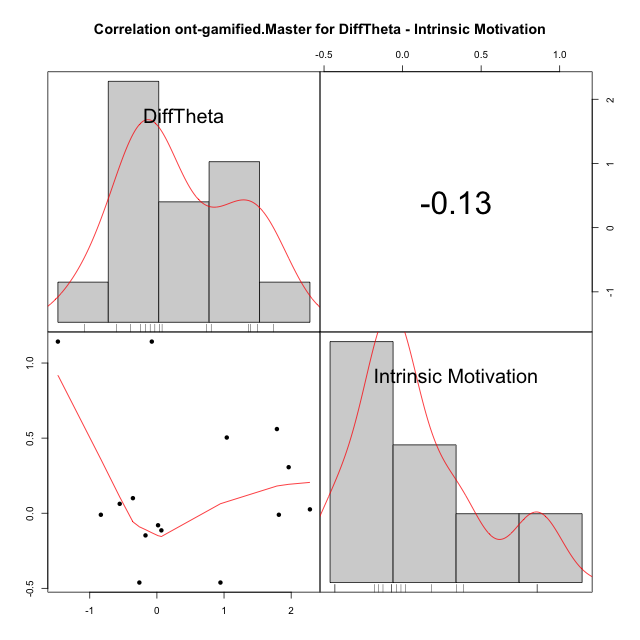 Correlation ont-gamified.Master for DiffTheta - Intrinsic Motivation
-0.5 0.0 0.5 1.0
DiffTheta
-0.13
2
1
0
-1
1.0
0.5
0.0
-0.5
Intrinsic Motivation
-1 0 1 2